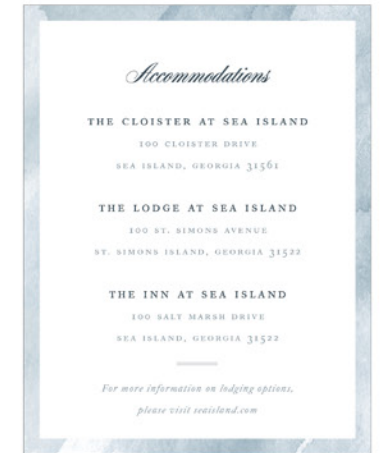 Accommodations
THE CLOISTER AT SEA ISLAND
100 CLOISTER DRIVE
SEA ISLAND, GEORGIA 31561
THE LODGE AT SEA ISLAND
100 ST. SIMONS AVENUE
ST. SIMONS ISLAND, GEORGIA 31522
THE INN AT SEA ISLAND
100 SALT MARSH DRIVE
SEA ISLAND, GEORGIA 31522
For more information on lodging options,
please visit seaisland.com